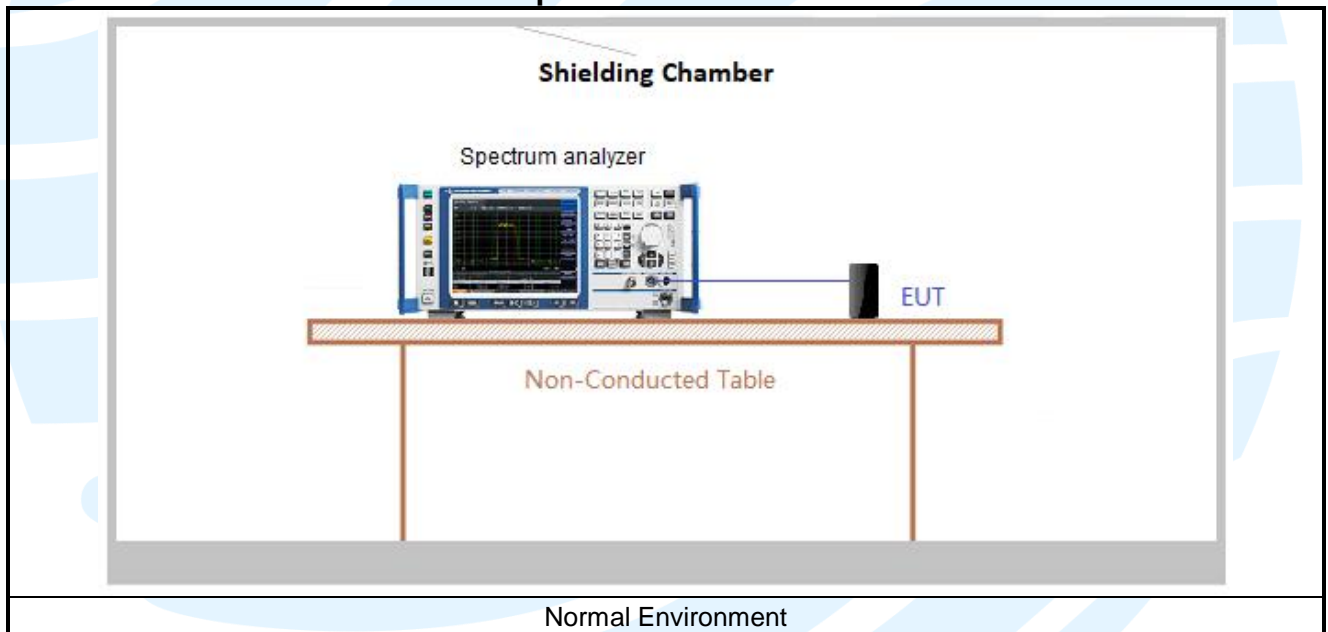 Shielding Chamber
Spectrum analyzer
EUT
Non-Conducted Table
Normal Environment